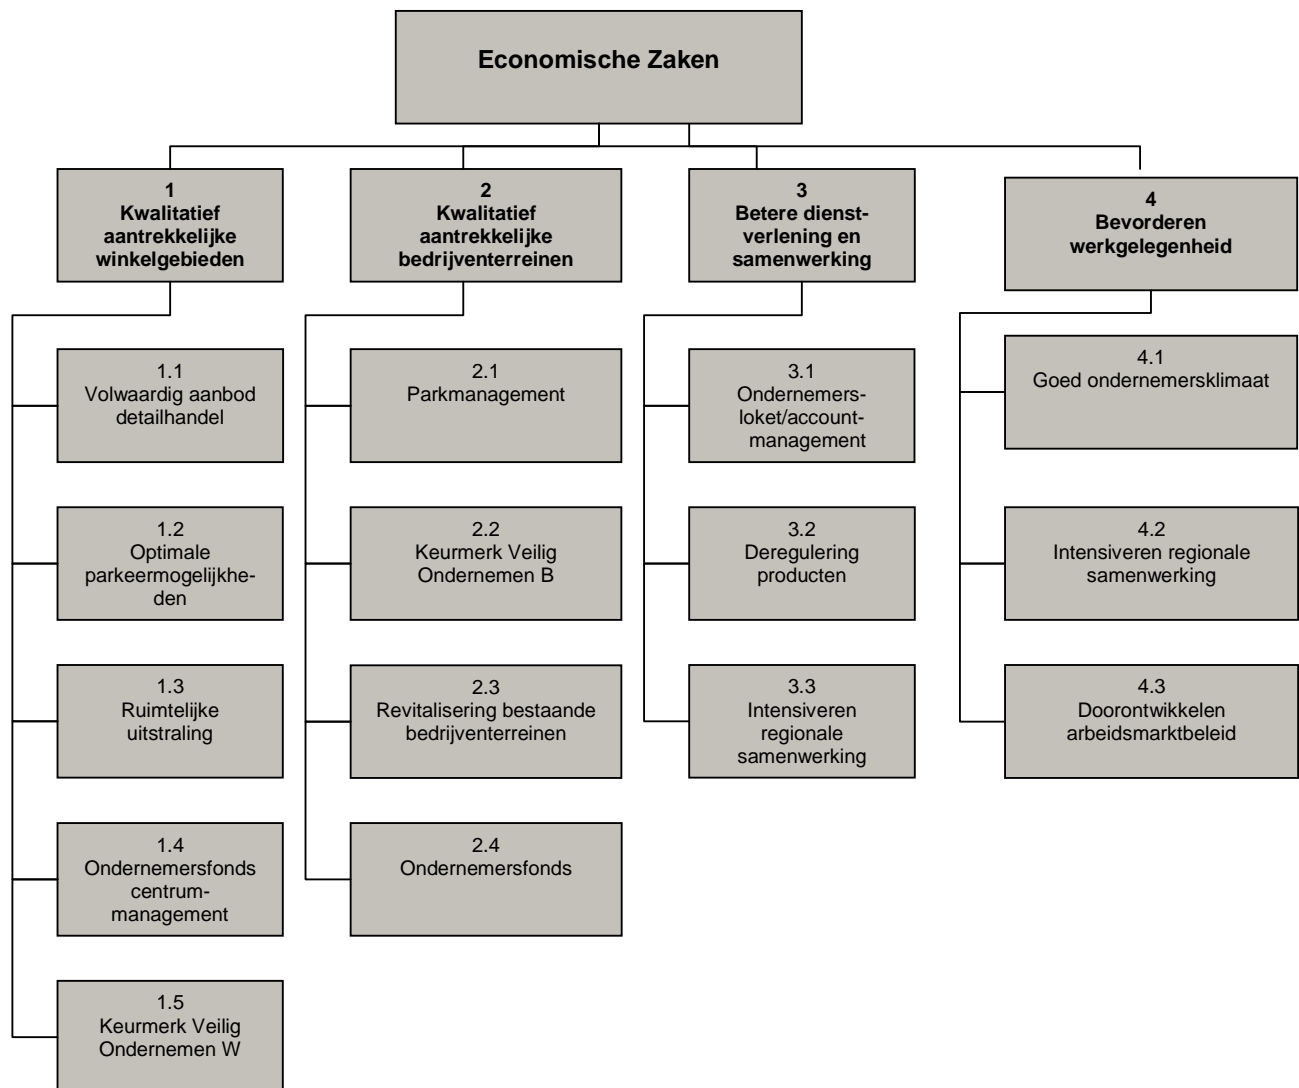 Economische Zaken
1
Kwalitatief
aantrekkelijke
winkelgebieden
2
Kwalitatief
aantrekkelijke
bedrijventerreinen
3
Betere dienst-
verlening en
samenwerking
4
Bevorderen
werkgelegenheid
1.1
Volwaardig aanbod
detailhandel
1.2
Optimale
parkeermogelijkhe-
den
1.3
Ruimtelijke
uitstraling
1.4
Ondernemersfonds
centrum-
management
1.5
Keurmerk Veilig
Ondernemen W
2.1
Parkmanagement
2.2
Keurmerk Veilig
Ondernemen B
2.3
Revitalisering bestaande
bedrijventerreinen
2.4
Ondernemersfonds
3.1
Ondernemers-
loket/account-
management
3.2
Deregulering
producten
3.3
Intensiveren
regionale
samenwerking
4.1
Goed ondernemersklimaat
4.2
Intensiveren regionale
samenwerking
4.3
Doorontwikkelen
arbeidsmarktbeleid